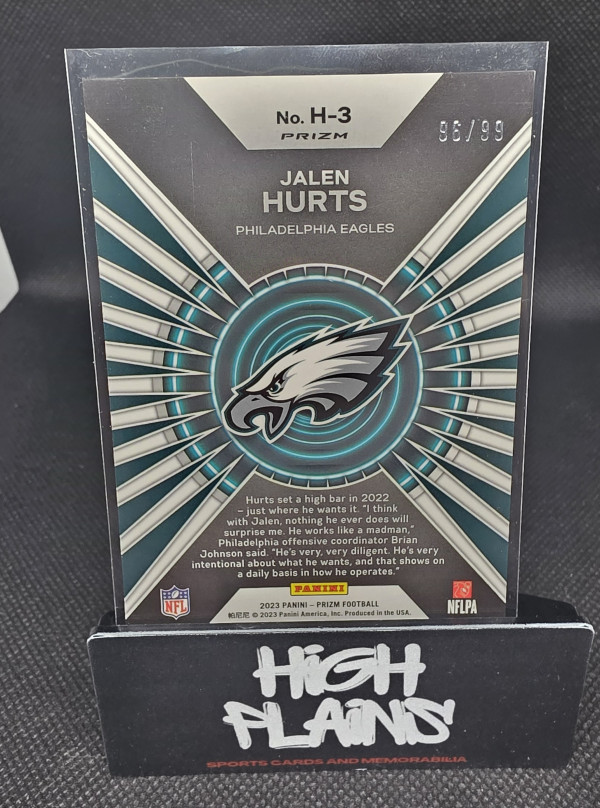 No. H-3
PRIZM
96/99
JALEN
HURTS
PHILADELPHIA EAGLES
Hurts set a high bar in 2022
– just where he wants it. "I think
with Jalen, nothing he ever does will
surprise me. He works like a madman,"
Philadelphia offensive coordinator Brian
Johnson said. "He's very, very diligent. He's very
intentional about what he wants, and that shows on
a daily basis in how he operates."
PANINI
NFL
NFLPA
2023 PANINI – PRIZM FOOTBALL
帕尼尼 © 2023 Panini America, Inc. Produced in the USA.
HiGH
PLAiNS
SPORTS CARDS AND MEMORABILIA